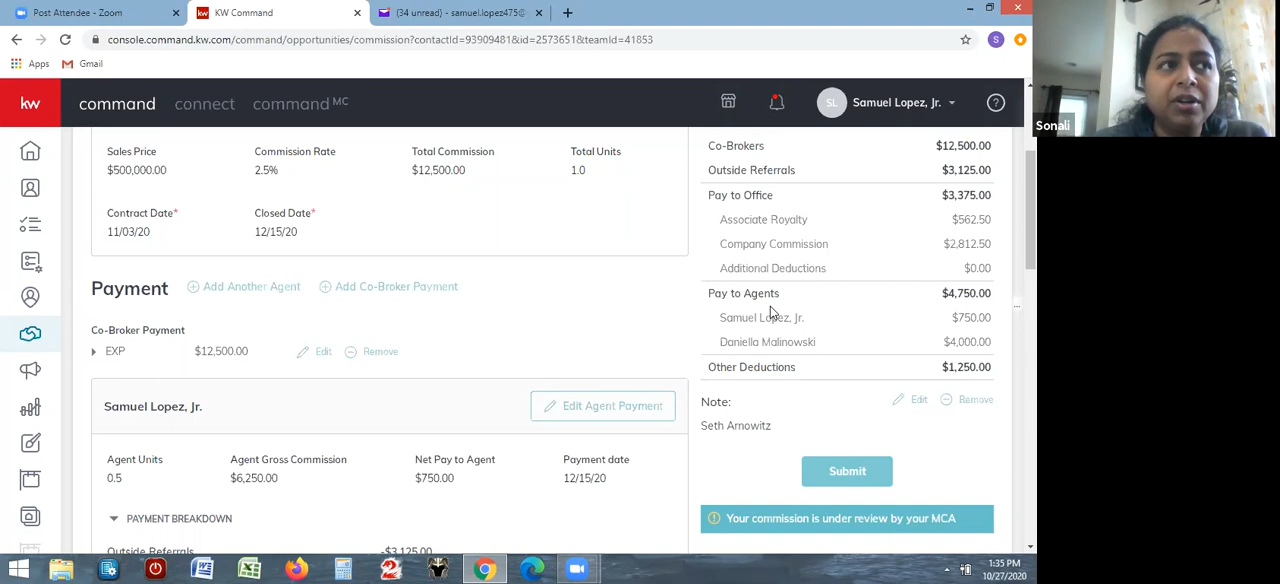 Post Attendee - Zoom
KW Command
(34 unread) - samuel.lopez475@
console.command.kw.com/command/opportunities/commission?contactId=93909481&id=2573651&teamId=41853
S
Apps
Gmail
kw
command
connect
command MC
SL
Samuel Lopez, Jr.
Sonali
Sales Price
Commission Rate
Total Commission
Total Units
$500,000.00
2.5%
$12,500.00
1.0
Contract Date*
Closed Date*
11/03/20
12/15/20
Payment
Add Another Agent
Add Co-Broker Payment
Co-Broker Payment
EXP
$12,500.00
Edit
Remove
Samuel Lopez, Jr.
Edit Agent Payment
Agent Units
Agent Gross Commission
Net Pay to Agent
Payment date
0.5
$6,250.00
$750.00
12/15/20
PAYMENT BREAKDOWN
Outside Referrals
-$3,125.00
Co-Brokers $12,500.00
Outside Referrals $3,125.00
Pay to Office $3,375.00
Associate Royalty $562.50
Company Commission $2,812.50
Additional Deductions $0.00
Pay to Agents $4,750.00
Samuel Lopez, Jr. $750.00
Daniella Malinowski $4,000.00
Other Deductions $1,250.00
Note:
Edit
Remove
Seth Arnowitz
Submit
Your commission is under review by your MCA
1:35 PM
10/27/2020